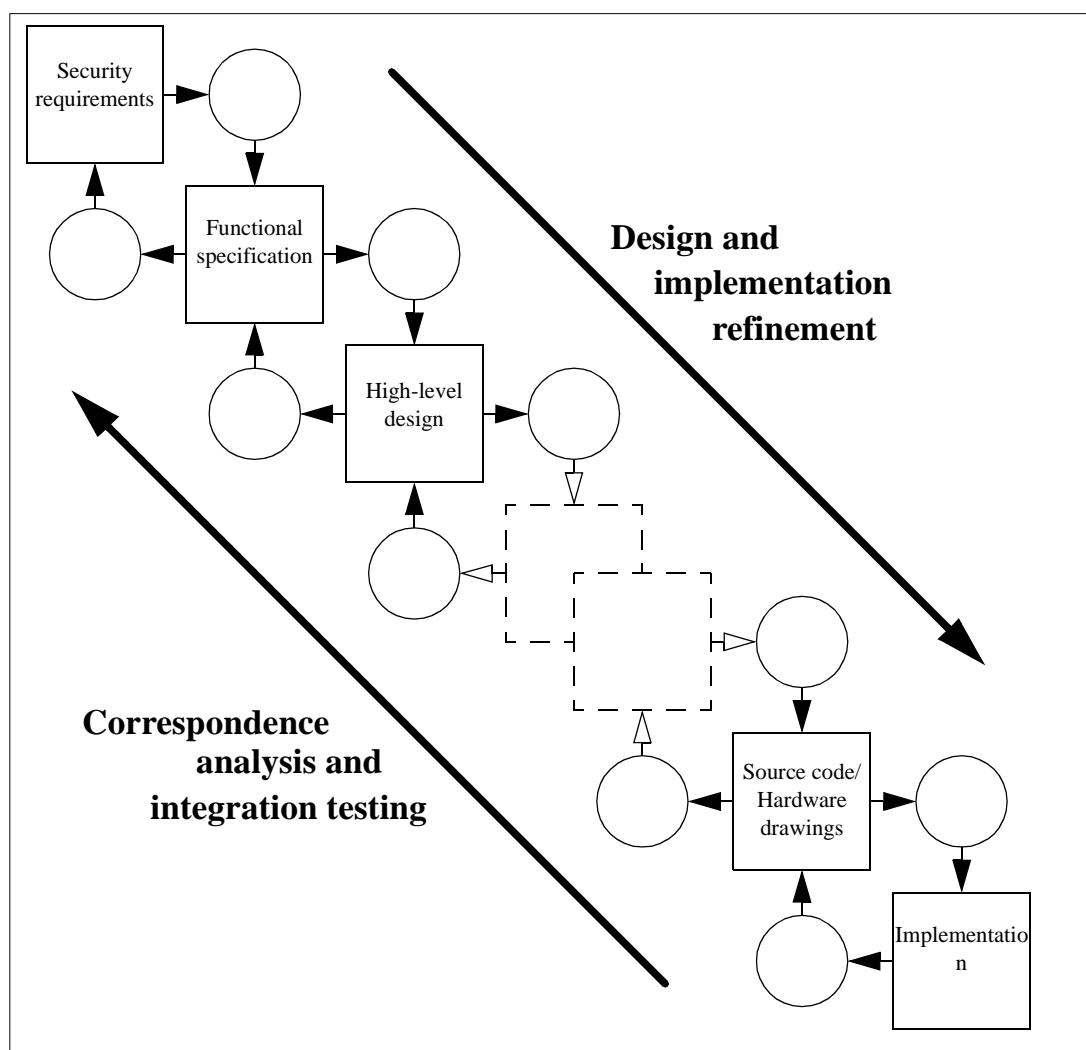 Security
requirements
Functional
specification
Design and
implementation
refinement
High-level
design
Correspondence
analysis and
integration testing
Source code/
Hardware
drawings
Implementatio
n